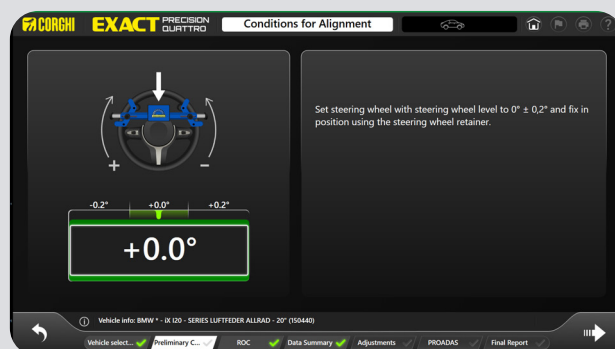 CORGHI EXACT PRECISION QUATTRO Conditions for Alignment ?
Set steering wheel with steering wheel level to 0° ± 0,2° and fix in
position using the steering wheel retainer.
+ -
-0.2° +0.0° +0.2°
+0.0°
Vehicle info: BMW * - iX I20 - SERIES LUFTFEDER ALLRAD - 20" (150440)
Vehicle select... Preliminary C... ROC Data Summary Adjustments PROADAS Final Report